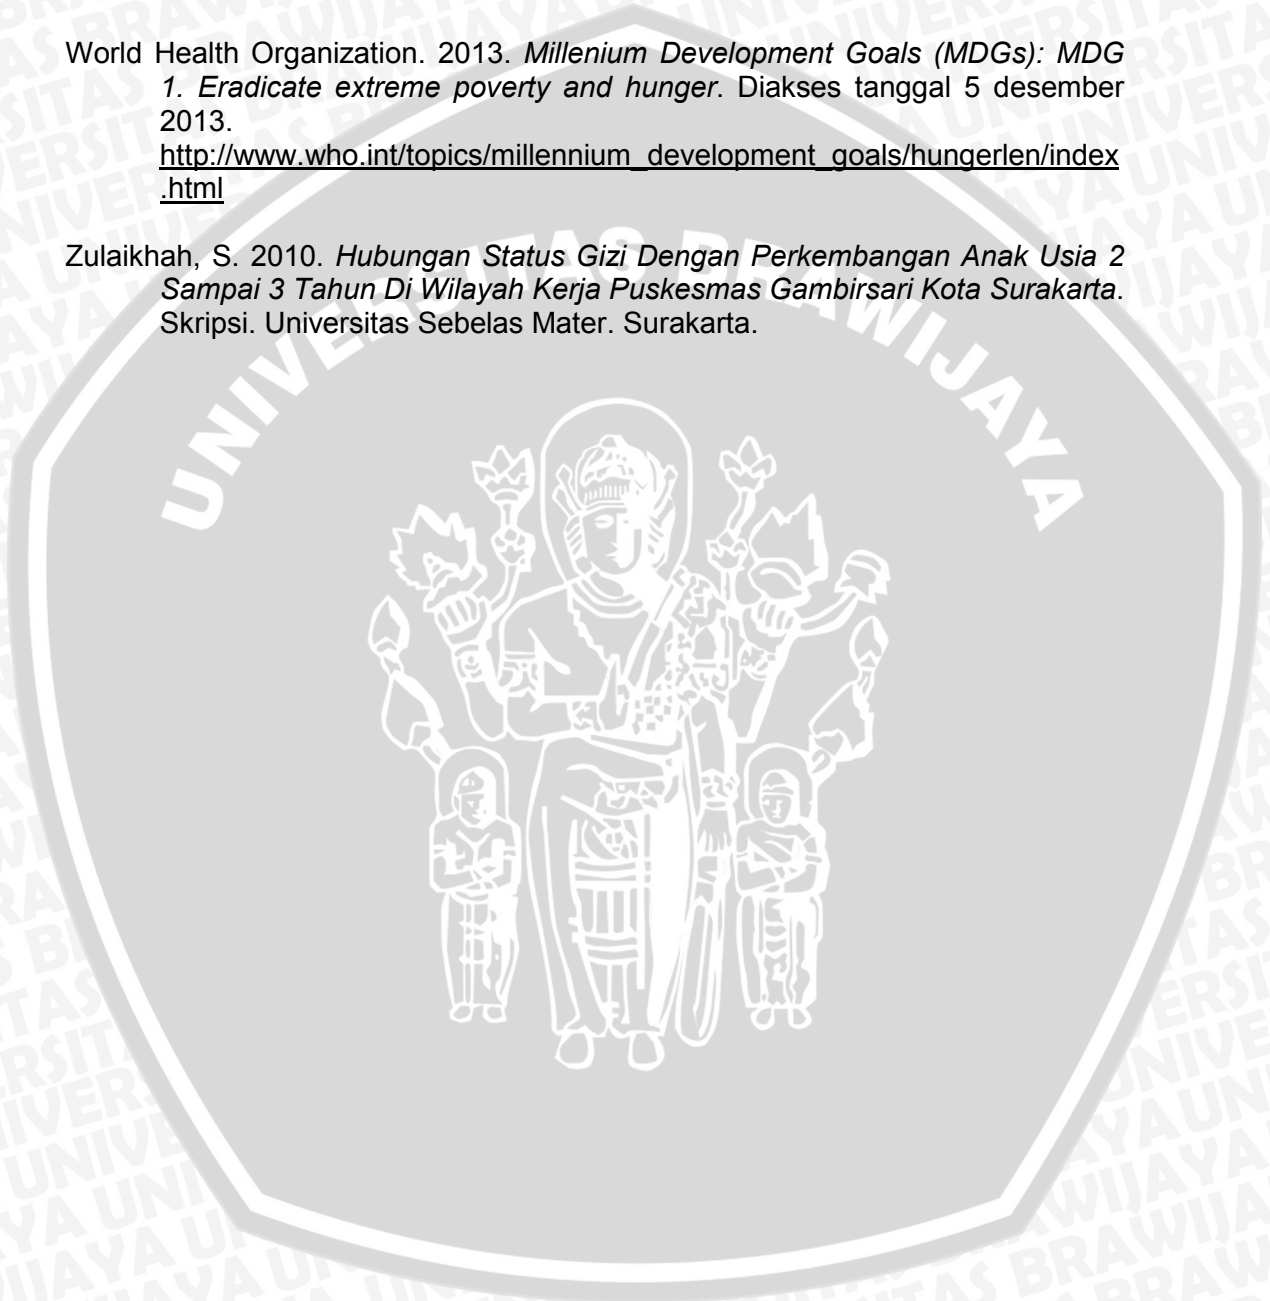 World Health Organization. 2013. Millenium Development Goals (MDGs): MDG
1. Eradicate extreme poverty and hunger. Diakses tanggal 5 desember
2013.
http://www.who.int/topics/millennium_development_goals/hungerlen/index
.html
Zulaikhah, S. 2010. Hubungan Status Gizi Dengan Perkembangan Anak Usia 2
Sampai 3 Tahun Di Wilayah Kerja Puskesmas Gambirsari Kota Surakarta.
Skripsi. Universitas Sebelas Mater. Surakarta.
UNIVERSITAS BRAWIJAYA